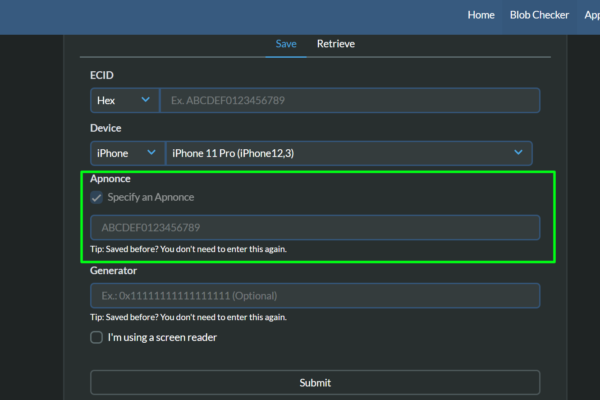 Home Blob Checker
Save Retrieve
ECID
Hex Ex. ABCDEF0123456789
Device
iPhone iPhone 11 Pro (iPhone12,3)
Apnonce
Specify an Apnonce
ABCDEF0123456789
Tip: Saved before? You don't need to enter this again.
Generator
Ex.: 0x1111111111111111 (Optional)
Tip: Saved before? You don't need to enter this again.
I'm using a screen reader
Submit